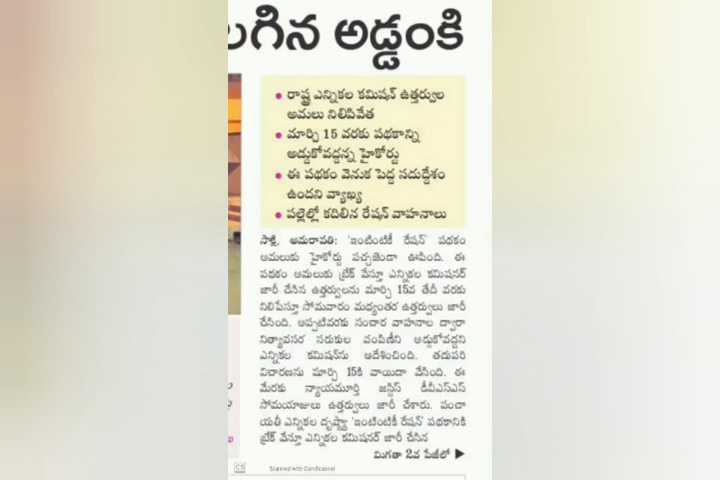 లగిన అడ్డంకి
• రాష్ట్ర ఎన్నికల కమిషన్ ఉత్తర్వుల
అమలు నిలిపివేత
• మార్చి 15 వరకు పథకాన్ని
అడ్డుకోవద్దన్న హైకోర్టు
• ఈ పథకం వెనుక పెద్ద సదుద్దేశం
ఉందని వ్యాఖ్య
• పల్లెల్లో కదిలిన రేషన్ వాహనాలు
సాక్షి, అమరావతి: 'ఇంటింటికీ రేషన్' పథకం
అమలుకు హైకోర్టు పచ్చజెండా ఊపింది. ఈ
పథకం అమలుకు బ్రేక్ వేస్తూ ఎన్నికల కమిషనర్
జారీ చేసిన ఉత్తర్వులను మార్చి 15వ తేదీ వరకు
నిలిపేస్తూ సోమవారం మధ్యంతర ఉత్తర్వులు జారీ
చేసింది. అప్పటివరకు సంచార వాహనాల ద్వారా
నిత్యావసర సరుకుల పంపిణీని అడ్డుకోవద్దని
ఎన్నికల కమిషన్‌ను ఆదేశించింది. తదుపరి
విచారణను మార్చి 15కి వాయిదా వేసింది. ఈ
మేరకు న్యాయమూర్తి జస్టిస్ డీవీఎస్ఎస్
సోమయాజులు ఉత్తర్వులు జారీ చేశారు. పంచా
యతీ ఎన్నికల దృష్ట్యా 'ఇంటింటికీ రేషన్' పథకానికి
బ్రేక్ వేస్తూ ఎన్నికల కమిషనర్ జారీ చేసిన
మిగతా 2వ పేజీలో ▶
CS Scanned with CamScanner